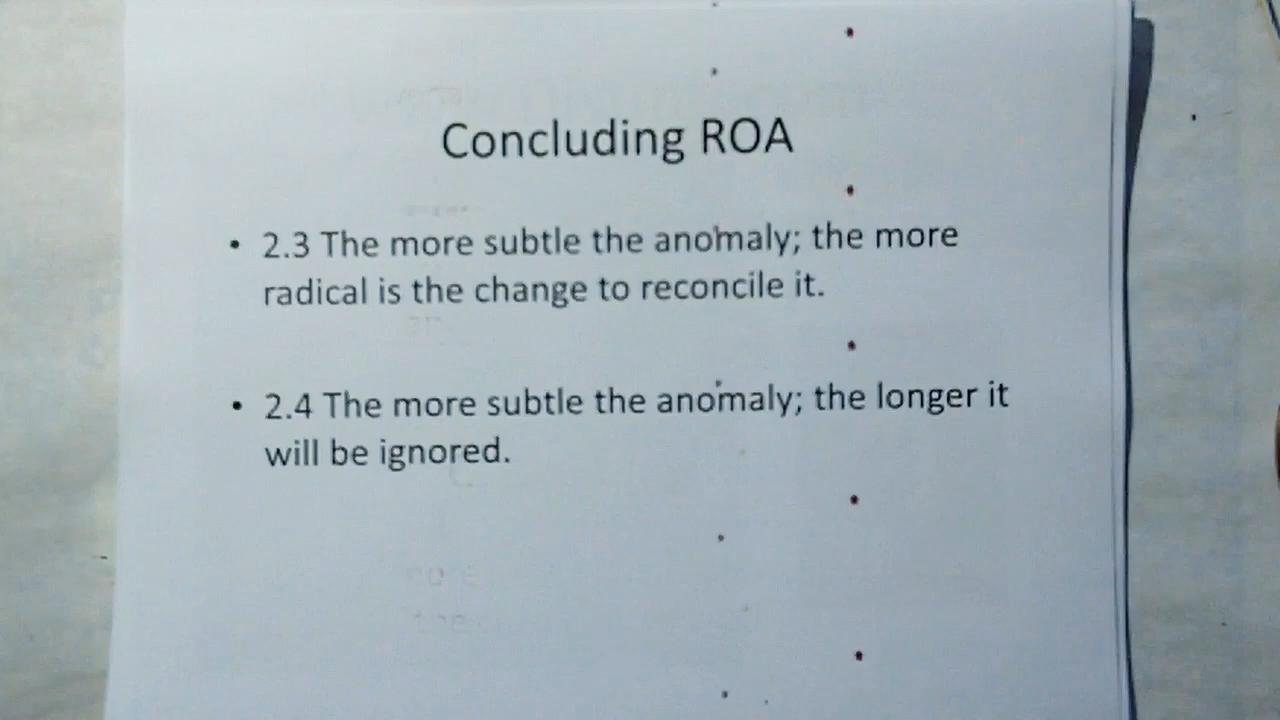 Concluding ROA
• 2.3 The more subtle the anomaly; the more
radical is the change to reconcile it.
• 2.4 The more subtle the anomaly; the longer it
will be ignored.